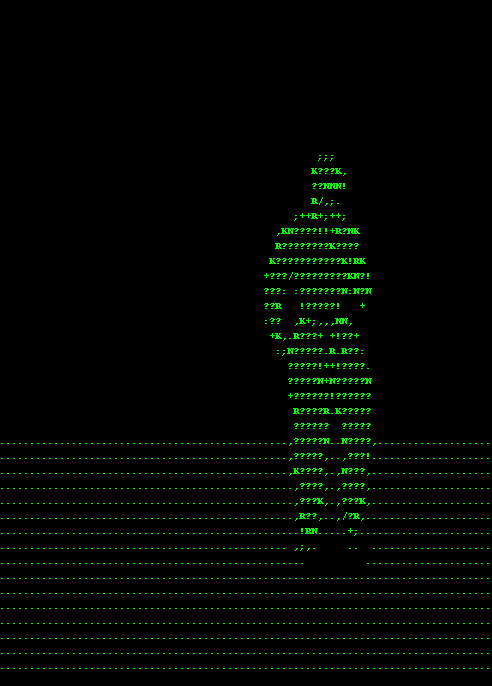 ;;;
K???K,
??NNN!
R/,;.
;++R+;++;
,KN????!!+R?NK
R????????K????
K???????????K!RK
+???/?????????KN?!
???: :???????N:N?N
??R   !?????!   +
:??  ,K+;,,,NN,
+K,.R???+ +!??+
:;N?????.R.R??:
?????!++!????.
?????N+N?????N
+??????!??????
R????R.K?????
??????  ?????
................................................,?????N..N????,...................
................................................,?????,..,???!....................
................................................,K????,.,N???,....................
.................................................,????,.,????,....................
.................................................,???K,.,???K,....................
.................................................,R??,..,/?R,.....................
................................................. !RN.....+;......................
................................................ ,;,.     ..  ....................
................................................             .....................
..................................................................................
..................................................................................
..................................................................................
..................................................................................
..................................................................................
..................................................................................
..................................................................................